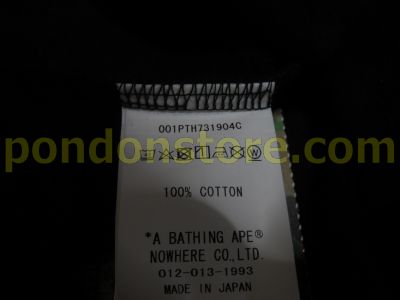 001PTH731904C
pondonstore.com
100% COTTON
*A BATHING APE®
NOWHERE CO.,LTD.
012-013-1993
MADE IN JAPAN